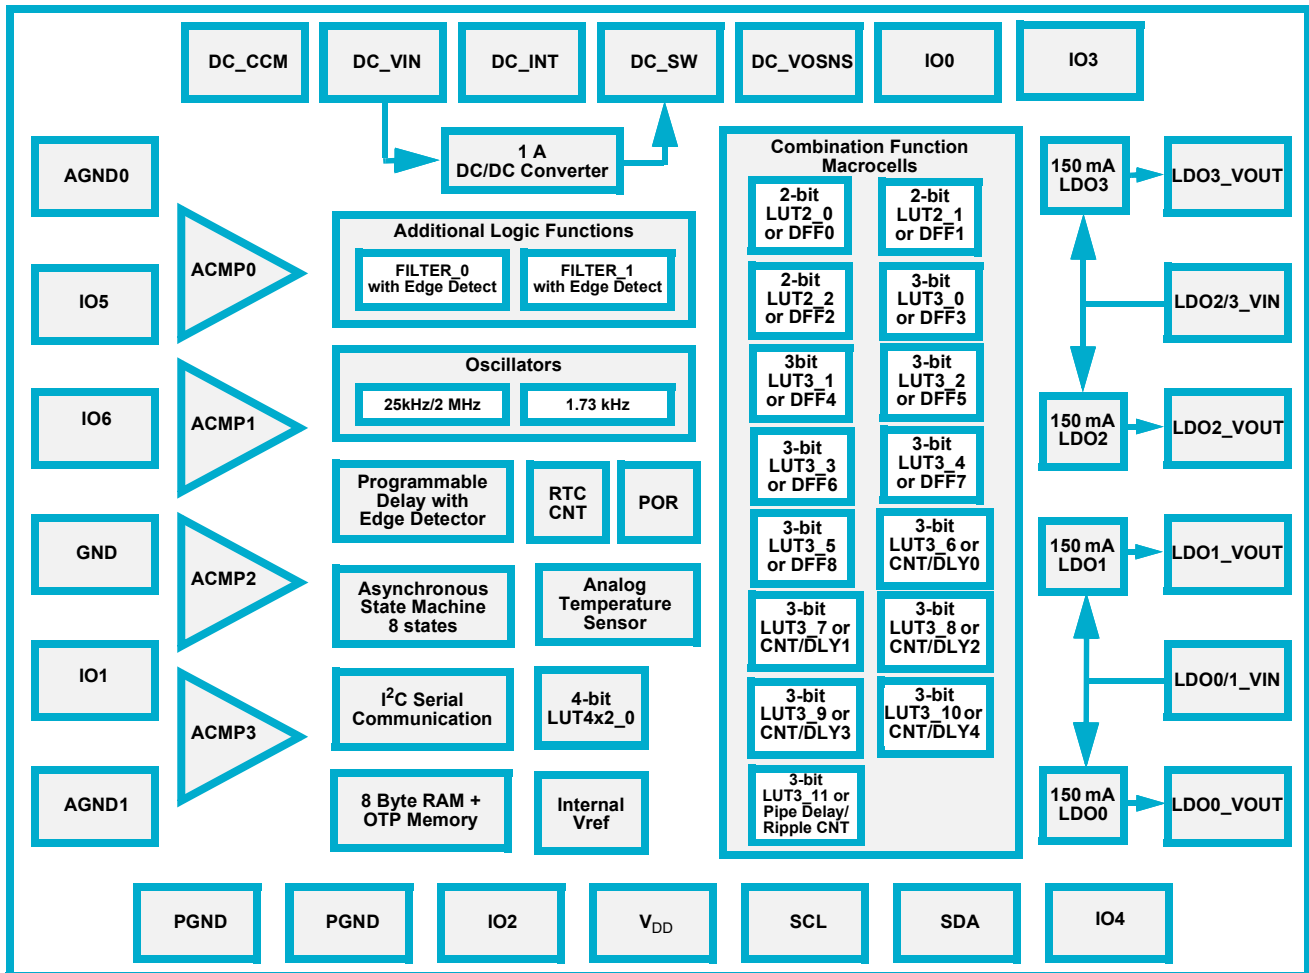 DC_CCM
DC_VIN
DC_INT
DC_SW
DC_VOSNS
IO0
IO3
1 A
DC/DC Converter
AGND0
IO5
IO6
GND
IO1
AGND1
ACMP0
ACMP1
ACMP2
ACMP3
Additional Logic Functions
FILTER_0
with Edge Detect
FILTER_1
with Edge Detect
Oscillators
25kHz/2 MHz
1.73 kHz
Programmable
Delay with
Edge Detector
RTC
CNT
POR
Asynchronous
State Machine
8 states
Analog
Temperature
Sensor
I²C Serial
Communication
4-bit
LUT4x2_0
8 Byte RAM +
OTP Memory
Internal
Vref
Combination Function
Macrocells
2-bit
LUT2_0
or DFF0
2-bit
LUT2_1
or DFF1
2-bit
LUT2_2
or DFF2
3-bit
LUT3_0
or DFF3
3bit
LUT3_1
or DFF4
3-bit
LUT3_2
or DFF5
3-bit
LUT3_3
or DFF6
3-bit
LUT3_4
or DFF7
3-bit
LUT3_5
or DFF8
3-bit
LUT3_6 or
CNT/DLY0
3-bit
LUT3_7 or
CNT/DLY1
3-bit
LUT3_8 or
CNT/DLY2
3-bit
LUT3_9 or
CNT/DLY3
3-bit
LUT3_10 or
CNT/DLY4
3-bit
LUT3_11 or
Pipe Delay/
Ripple CNT
150 mA
LDO3
LDO3_VOUT
LDO2/3_VIN
150 mA
LDO2
LDO2_VOUT
150 mA
LDO1
LDO1_VOUT
LDO0/1_VIN
150 mA
LDO0
LDO0_VOUT
PGND
PGND
IO2
VDD
SCL
SDA
IO4